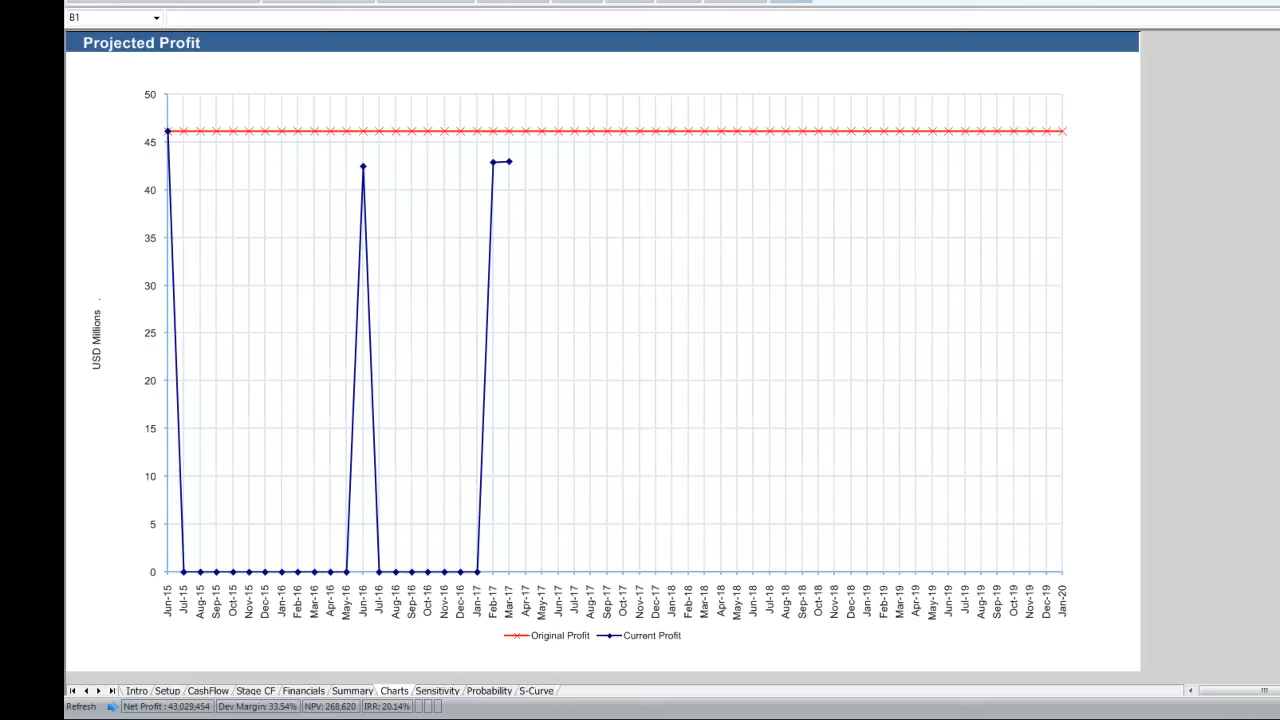 B1
Projected Profit
50
45
40
35
30
25
20
15
10
5
0
USD Millions .
Jun-15 Jul-15 Aug-15 Sep-15 Oct-15 Nov-15 Dec-15 Jan-16 Feb-16 Mar-16 Apr-16 May-16 Jun-16 Jul-16 Aug-16 Sep-16 Oct-16 Nov-16 Dec-16 Jan-17 Feb-17 Mar-17 Apr-17 May-17 Jun-17 Jul-17 Aug-17 Sep-17 Oct-17 Nov-17 Dec-17 Jan-18 Feb-18 Mar-18 Apr-18 May-18 Jun-18 Jul-18 Aug-18 Sep-18 Oct-18 Nov-18 Dec-18 Jan-19 Feb-19 Mar-19 Apr-19 May-19 Jun-19 Jul-19 Aug-19 Sep-19 Oct-19 Nov-19 Dec-19 Jan-20
Original Profit Current Profit
Intro Setup CashFlow Stage CF Financials Summary Charts Sensitivity Probability S-Curve
Refresh Net Profit : 43,029,454 Dev Margin: 33.54% NPV: 268,620 IRR: 20.14%